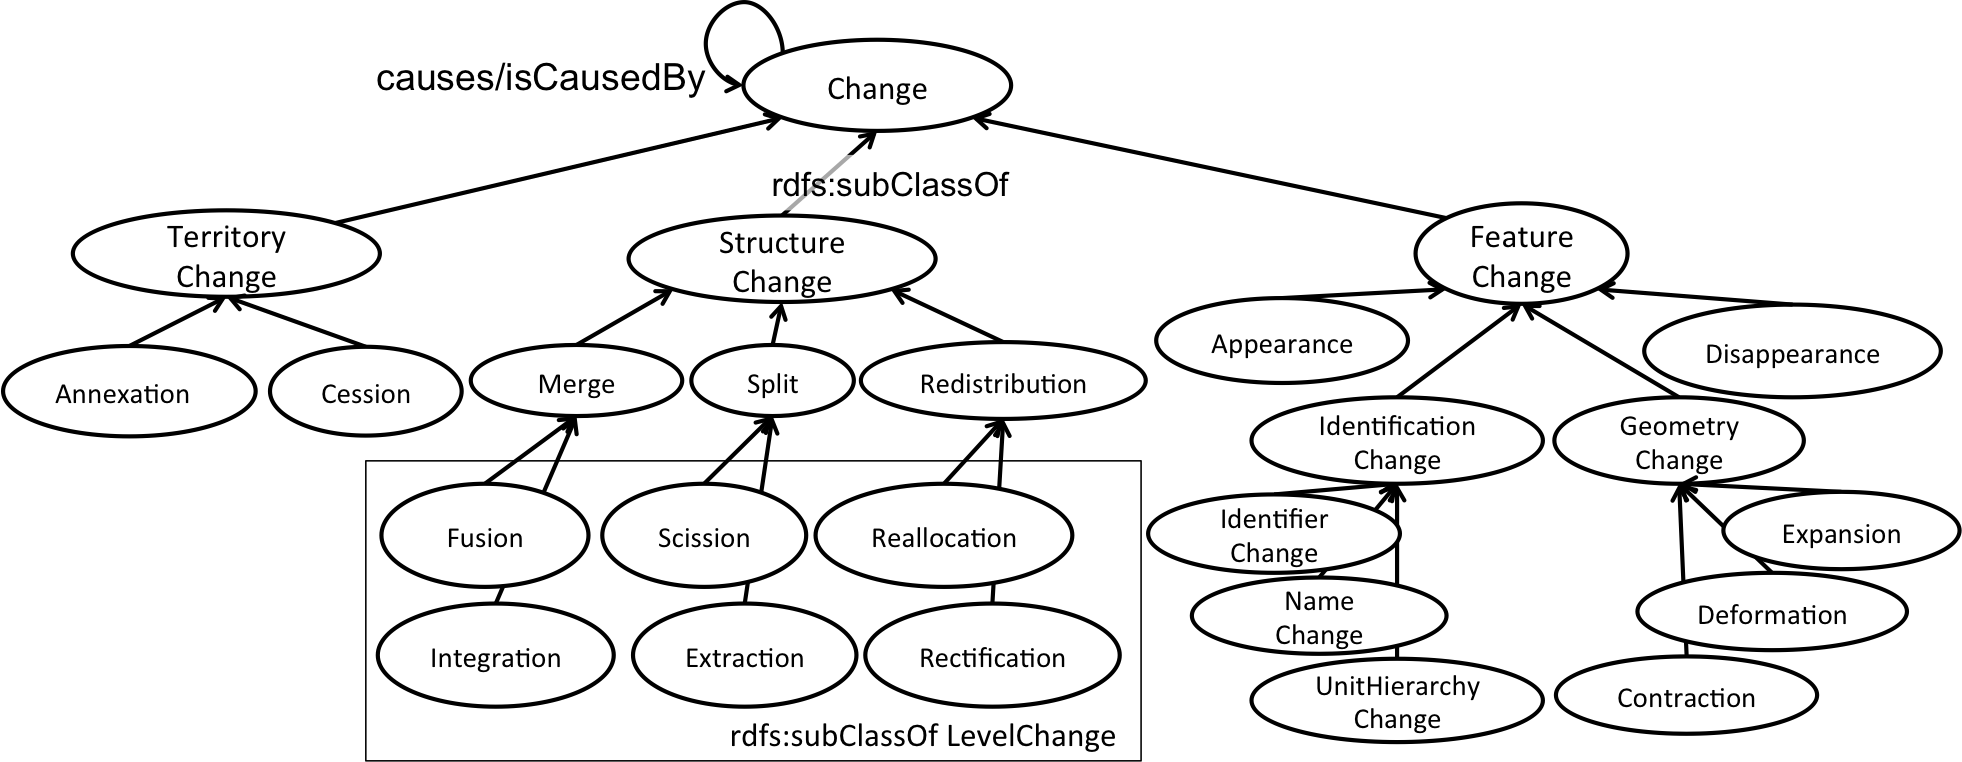 causes/isCausedBy
Change
rdfs:subClassOf
Territory
Change
Structure
Change
Feature
Change
Annexation
Cession
Merge
Split
Redistribution
Appearance
Disappearance
Identification
Change
Geometry
Change
Fusion
Scission
Reallocation
Identifier
Change
Expansion
Name
Change
Deformation
Integration
Extraction
Rectification
UnitHierarchy
Change
Contraction
rdfs:subClassOf LevelChange